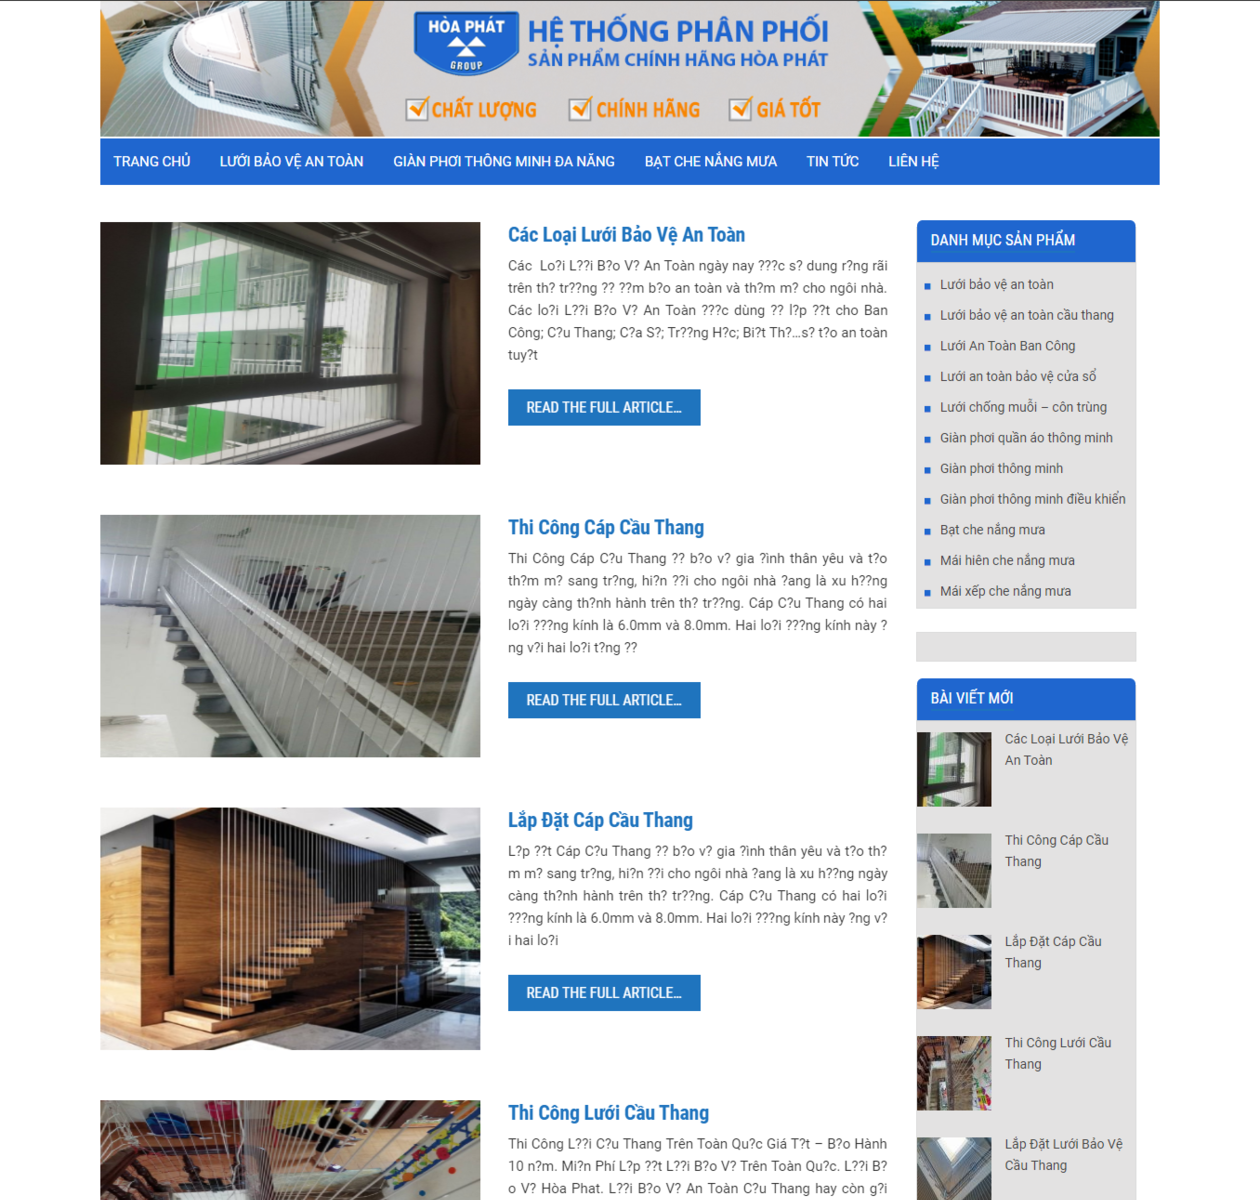 HÒA PHÁT
GROUP
HỆ THỐNG PHÂN PHỐI
SẢN PHẨM CHÍNH HÃNG HÒA PHÁT
CHẤT LƯỢNG CHÍNH HÃNG GIÁ TỐT
TRANG CHỦ LƯỚI BẢO VỆ AN TOÀN GIÀN PHƠI THÔNG MINH ĐA NĂNG BẠT CHE NẮNG MƯA TIN TỨC LIÊN HỆ
Các Loại Lưới Bảo Vệ An Toàn
Các Lo?i L??i B?o V? An Toàn ngày nay ???c s? dung r?ng rãi
trên th? tr??ng ?? ??m b?o an toàn và th?m m? cho ngôi nhà.
Các lo?i L??i B?o V? An Toàn ???c dùng ?? l?p ??t cho Ban
Công; C?u Thang; C?a S?; Tr??ng H?c; Bi?t Th?...s? t?o an toàn
tuy?t
READ THE FULL ARTICLE...
Thi Công Cáp Cầu Thang
Thi Công Cáp C?u Thang ?? b?o v? gia ?ình thân yêu và t?o
th?m m? sang tr?ng, hi?n ??i cho ngôi nhà ?ang là xu h??ng
ngày càng th?nh hành trên th? tr??ng. Cáp C?u Thang có hai
lo?i ???ng kính là 6.0mm và 8.0mm. Hai lo?i ???ng kính này ?
ng v?i hai lo?i t?ng ??
READ THE FULL ARTICLE...
Lắp Đặt Cáp Cầu Thang
L?p ??t Cáp C?u Thang ?? b?o v? gia ?ình thân yêu và t?o th?
m m? sang tr?ng, hi?n ??i cho ngôi nhà ?ang là xu h??ng ngày
càng th?nh hành trên th? tr??ng. Cáp C?u Thang có hai lo?i
???ng kính là 6.0mm và 8.0mm. Hai lo?i ???ng kính này ?ng v?
i hai lo?i
READ THE FULL ARTICLE...
Thi Công Lưới Cầu Thang
Thi Công L??i C?u Thang Trên Toàn Qu?c Giá T?t – B?o Hành
10 n?m. Mi?n Phí L?p ??t L??i B?o V? Trên Toàn Qu?c. L??i B?
o V? Hòa Phat. L??i B?o V? An Toàn C?u Thang hay còn g?i
DANH MỤC SẢN PHẨM
Lưới bảo vệ an toàn
Lưới bảo vệ an toàn cầu thang
Lưới An Toàn Ban Công
Lưới an toàn bảo vệ cửa sổ
Lưới chống muỗi – côn trùng
Giàn phơi quần áo thông minh
Giàn phơi thông minh
Giàn phơi thông minh điều khiển
Bạt che nắng mưa
Mái hiên che nắng mưa
Mái xếp che nắng mưa
BÀI VIẾT MỚI
Các Loại Lưới Bảo Vệ
An Toàn
Thi Công Cáp Cầu
Thang
Lắp Đặt Cáp Cầu
Thang
Thi Công Lưới Cầu
Thang
Lắp Đặt Lưới Bảo Vệ
Cầu Thang